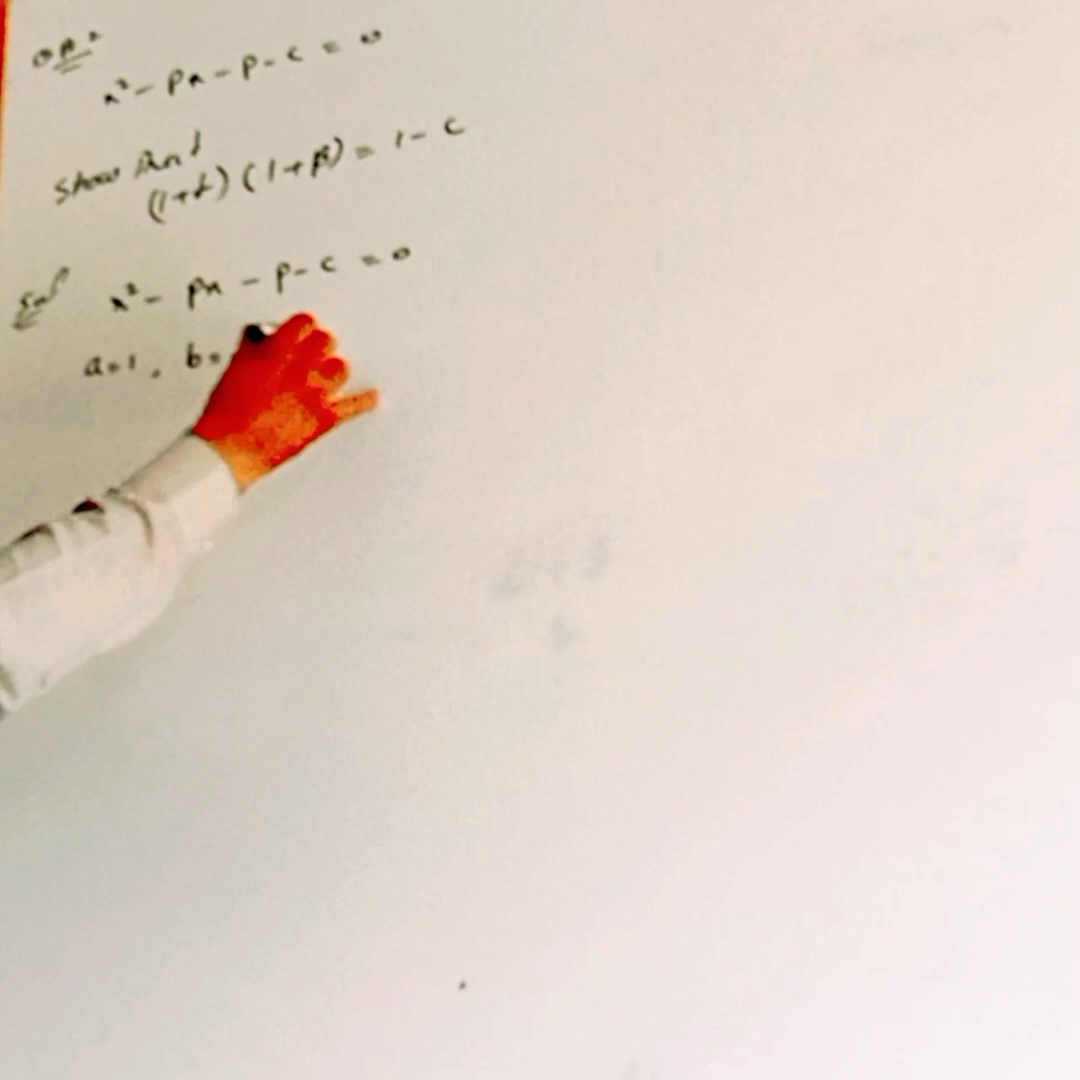 x² - px - p - c = 0
Show that
(1+α) (1+β) = 1 - c
Sol
x² - px - p - c = 0
a=1, b=